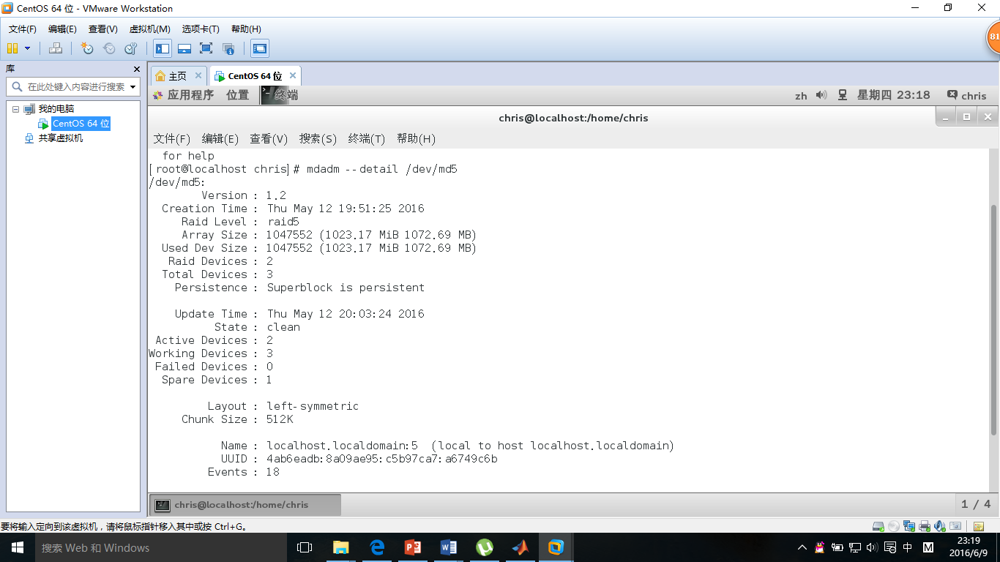 CentOS 64 位 - VMware Workstation
文件(F) 编辑(E) 查看(V) 虚拟机(M) 选项卡(T) 帮助(H)
81
库
在此处键入内容进行搜索
我的电脑
CentOS 64 位
共享虚拟机
主页 CentOS 64 位
应用程序 位置 终端 zh 星期四 23:18 chris
chris@localhost:/home/chris
文件(F) 编辑(E) 查看(V) 搜索(S) 终端(T) 帮助(H)
for help
[root@localhost chris]# mdadm --detail /dev/md5
/dev/md5:
Version : 1.2
Creation Time : Thu May 12 19:51:25 2016
Raid Level : raid5
Array Size : 1047552 (1023.17 MiB 1072.69 MB)
Used Dev Size : 1047552 (1023.17 MiB 1072.69 MB)
Raid Devices : 2
Total Devices : 3
Persistence : Superblock is persistent
Update Time : Thu May 12 20:03:24 2016
State : clean
Active Devices : 2
Working Devices : 3
Failed Devices : 0
Spare Devices : 1
Layout : left-symmetric
Chunk Size : 512K
Name : localhost.localdomain:5 (local to host localhost.localdomain)
UUID : 4ab6eadb:8a09ae95:c5b97ca7:a6749c6b
Events : 18
chris@localhost:/home/chris 1 / 4
要将输入定向到该虚拟机，请将鼠标指针移入其中或按 Ctrl+G。
搜索 Web 和 Windows
中 M 23:19
2016/6/9